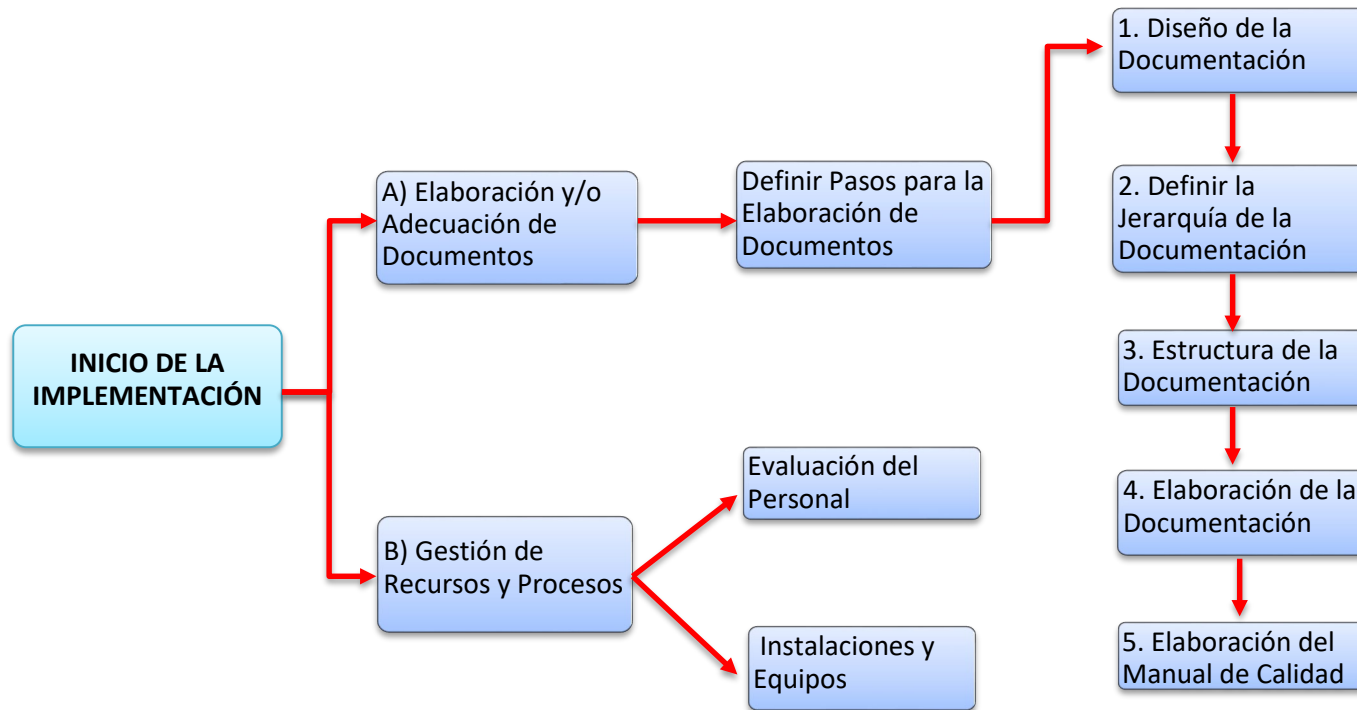 INICIO DE LA
IMPLEMENTACIÓN
A) Elaboración y/o
Adecuación de
Documentos
Definir Pasos para la
Elaboración de
Documentos
1. Diseño de la
Documentación
2. Definir la
Jerarquía de la
Documentación
3. Estructura de la
Documentación
4. Elaboración de la
Documentación
5. Elaboración del
Manual de Calidad
B) Gestión de
Recursos y Procesos
Evaluación del
Personal
Instalaciones y
Equipos